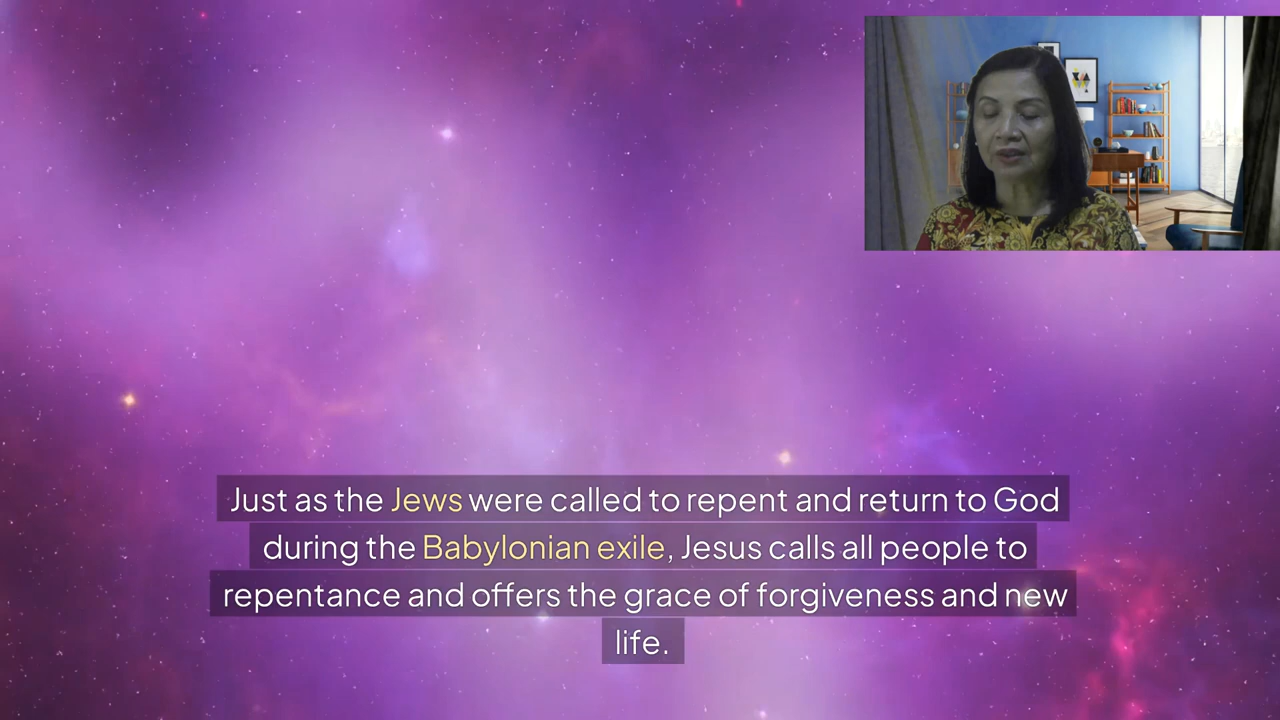 Just as the Jews were called to repent and return to God
during the Babylonian exile, Jesus calls all people to
repentance and offers the grace of forgiveness and new
life.